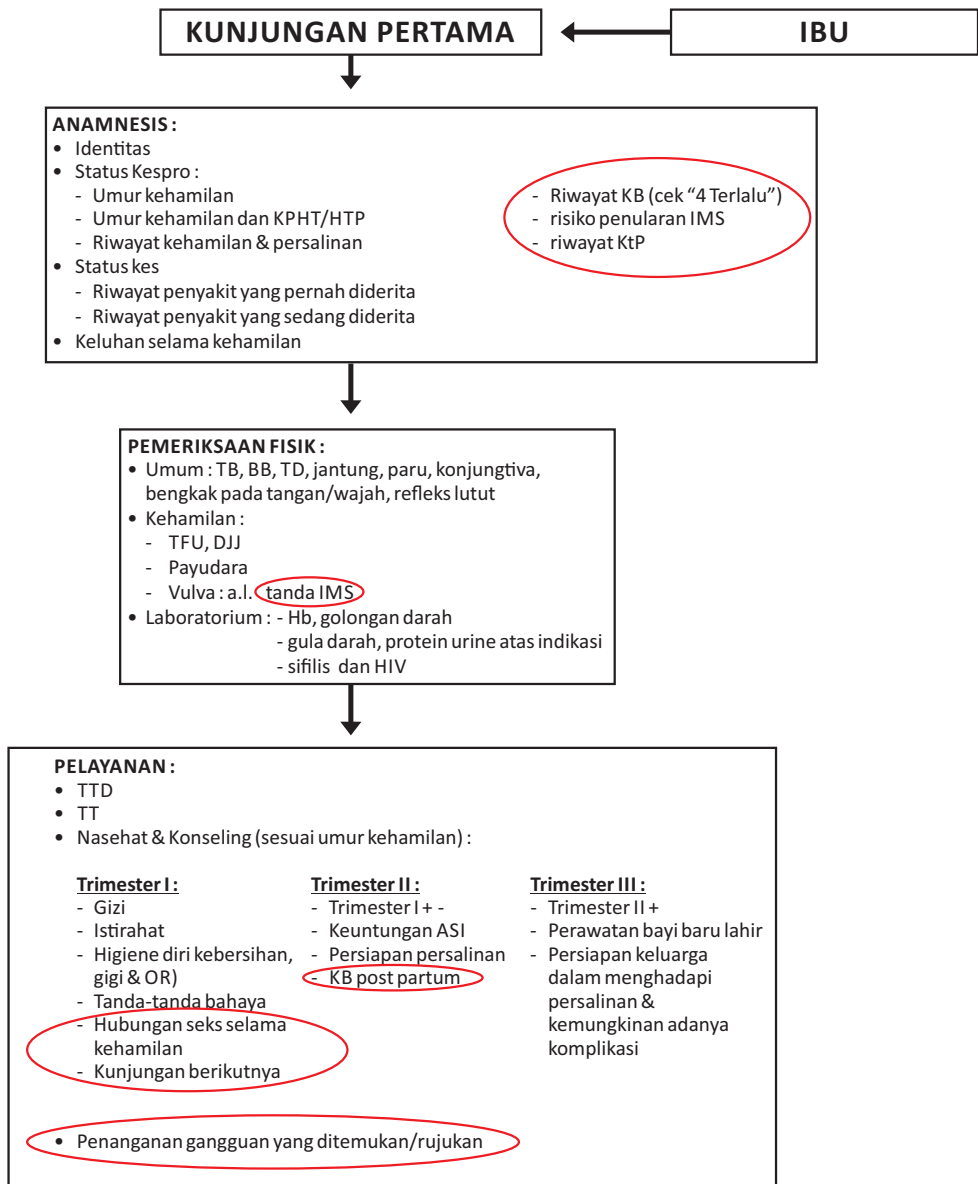 KUNJUNGAN PERTAMA
IBU
ANAMNESIS :
• Identitas
• Status Kespro :
- Umur kehamilan
- Umur kehamilan dan KPHT/HTP
- Riwayat kehamilan & persalinan
- Riwayat KB (cek “4 Terlalu”)
- risiko penularan IMS
- riwayat KtP
• Status kes
- Riwayat penyakit yang pernah diderita
- Riwayat penyakit yang sedang diderita
• Keluhan selama kehamilan
PEMERIKSAAN FISIK :
• Umum : TB, BB, TD, jantung, paru, konjungtiva,
bengkak pada tangan/wajah, refleks lutut
• Kehamilan :
- TFU, DJJ
- Payudara
- Vulva : a.l. tanda IMS
• Laboratorium : - Hb, golongan darah
- gula darah, protein urine atas indikasi
- sifilis dan HIV
PELAYANAN :
• TTD
• TT
• Nasehat & Konseling (sesuai umur kehamilan) :
Trimester I :
- Gizi
- Istirahat
- Higiene diri kebersihan,
gigi & OR)
- Tanda-tanda bahaya
- Hubungan seks selama
kehamilan
- Kunjungan berikutnya
Trimester II :
- Trimester I + -
- Keuntungan ASI
- Persiapan persalinan
- KB post partum
Trimester III :
- Trimester II +
- Perawatan bayi baru lahir
- Persiapan keluarga
dalam menghadapi
persalinan &
kemungkinan adanya
komplikasi
• Penanganan gangguan yang ditemukan/rujukan